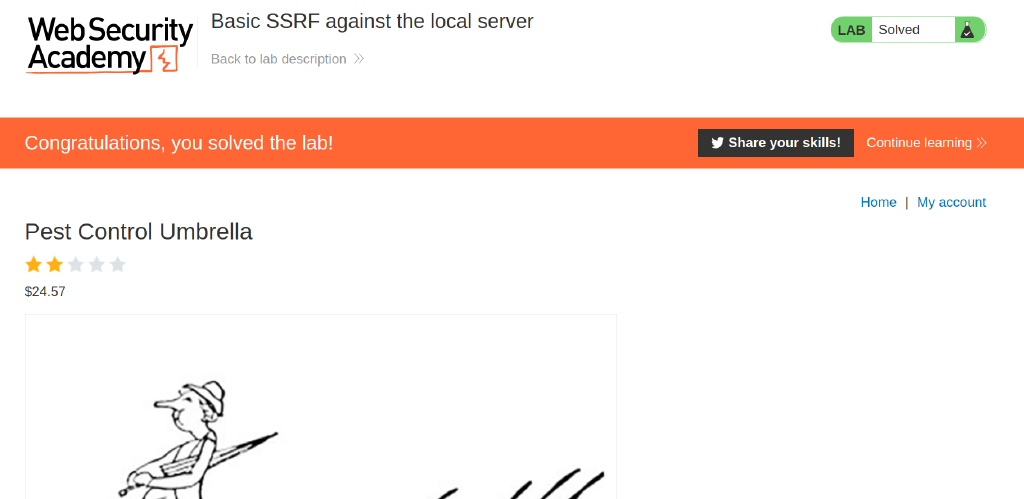 Web Security
Academy
Basic SSRF against the local server
Back to lab description
LAB Solved
Congratulations, you solved the lab!
Share your skills!
Continue learning
Home | My account
Pest Control Umbrella
$24.57